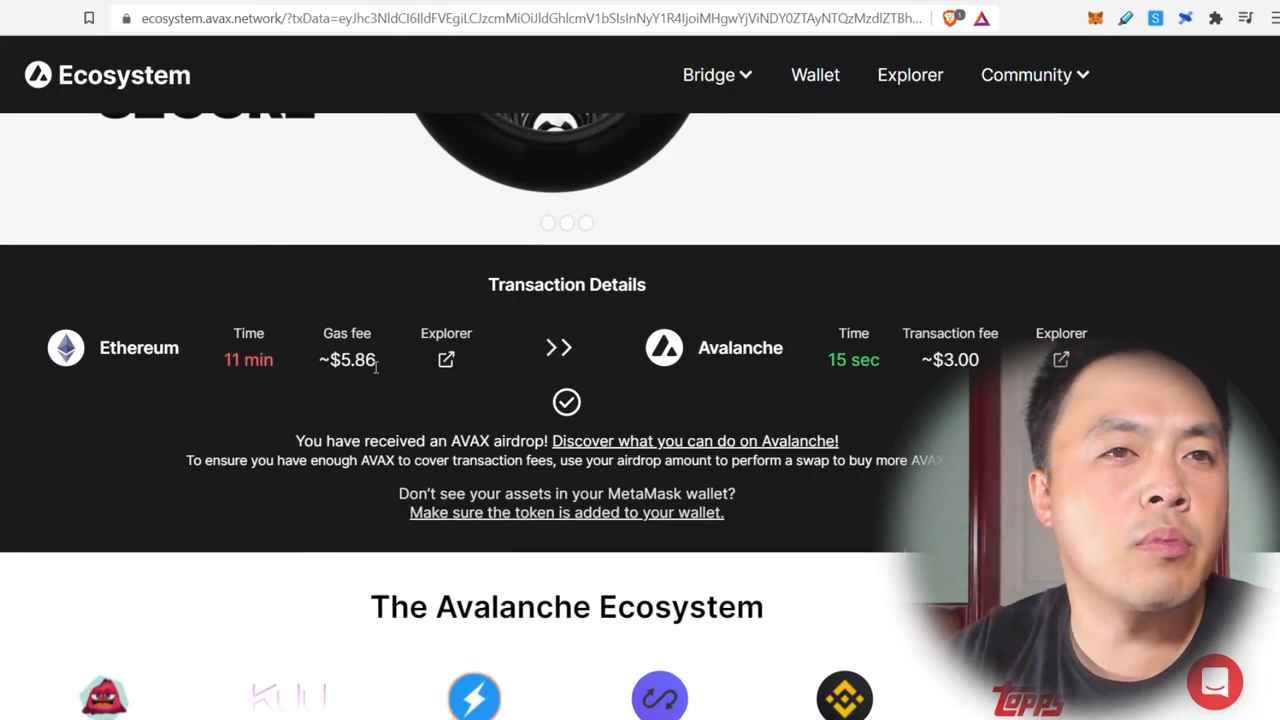 ecosystem.avax.network/?txData=eyJhc3NldCI6IldFVEgiLCJzcmMiOiJldGhlcmV1bSIsInNyY1R4IjoiMHgwYjViNDY0ZTAyNTQzMzdlZTBh...
1
Ecosystem
Bridge
Wallet
Explorer
Community
SECURE
Transaction Details
Ethereum
Time
11 min
Gas fee
~$5.86
Explorer
Avalanche
Time
15 sec
Transaction fee
~$3.00
Explorer
You have received an AVAX airdrop! Discover what you can do on Avalanche!
To ensure you have enough AVAX to cover transaction fees, use your airdrop amount to perform a swap to buy more AVAX
Don't see your assets in your MetaMask wallet?
Make sure the token is added to your wallet.
The Avalanche Ecosystem
KUU
topps